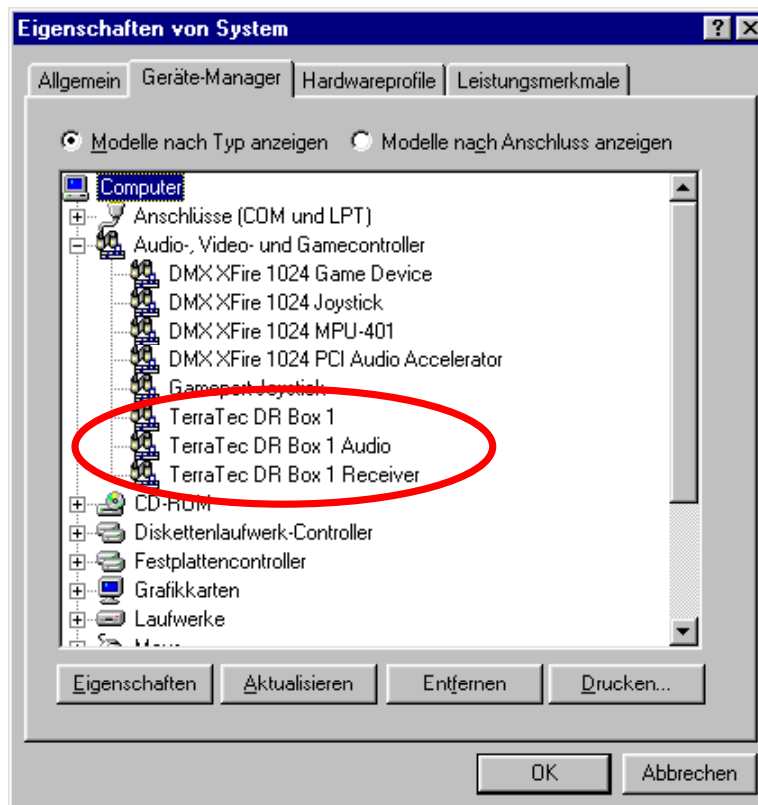 Eigenschaften von System
Allgemein Geräte-Manager Hardwareprofile Leistungsmerkmale
Modelle nach Typ anzeigen Modelle nach Anschluss anzeigen
Computer
Anschlüsse (COM und LPT)
Audio-, Video- und Gamecontroller
DMX XFire 1024 Game Device
DMX XFire 1024 Joystick
DMX XFire 1024 MPU-401
DMX XFire 1024 PCI Audio Accelerator
Gameport Joystick
TerraTec DR Box 1
TerraTec DR Box 1 Audio
TerraTec DR Box 1 Receiver
CD-ROM
Diskettenlaufwerk-Controller
Festplattencontroller
Grafikkarten
Laufwerke
Eigenschaften Aktualisieren Entfernen Drucken...
OK Abbrechen